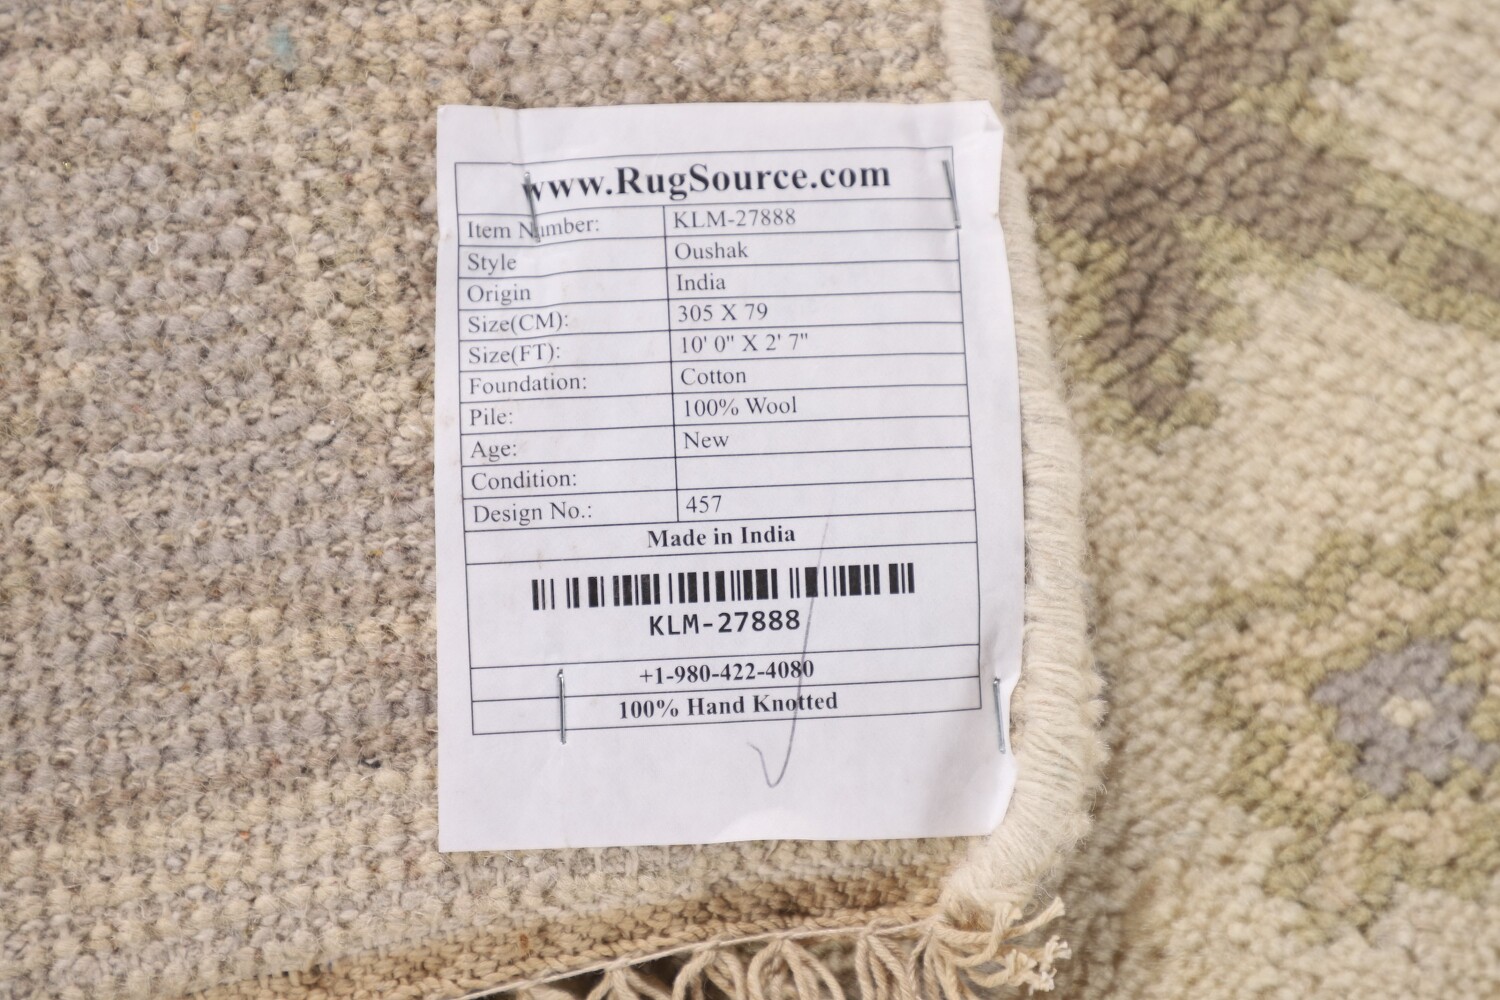 www.RugSource.com
Item Number: KLM-27888
Style Oushak
Origin India
Size(CM): 305 X 79
Size(FT): 10' 0" X 2' 7"
Foundation: Cotton
Pile: 100% Wool
Age: New
Condition:
Design No.: 457
Made in India
KLM-27888
+1-980-422-4080
100% Hand Knotted